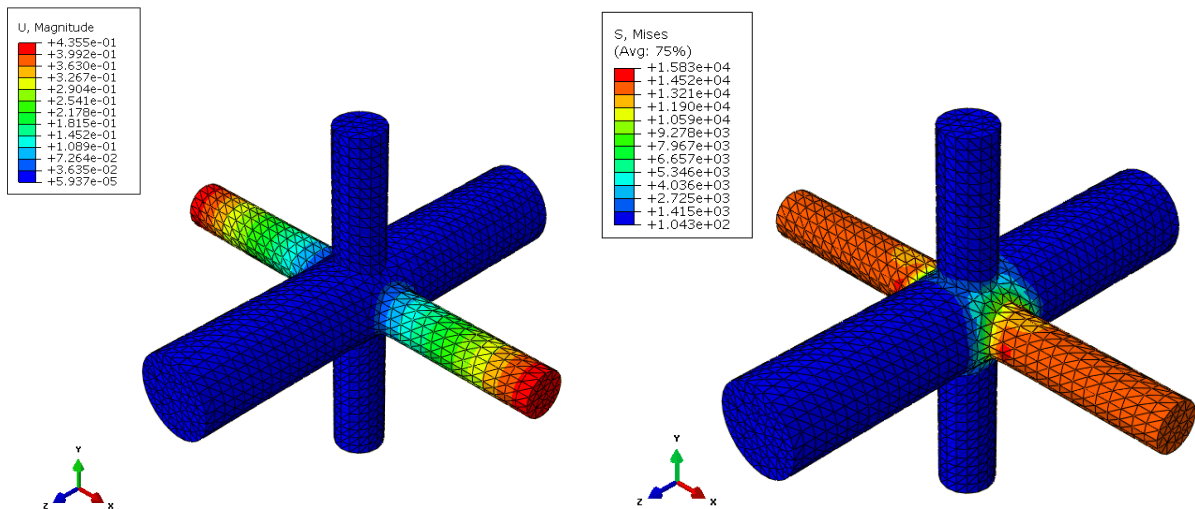 U, Magnitude
+4.355e-01
+3.992e-01
+3.630e-01
+3.267e-01
+2.904e-01
+2.541e-01
+2.178e-01
+1.815e-01
+1.452e-01
+1.089e-01
+7.264e-02
+3.635e-02
+5.937e-05
Y
Z
X
S, Mises
(Avg: 75%)
+1.583e+04
+1.452e+04
+1.321e+04
+1.190e+04
+1.059e+04
+9.278e+03
+7.967e+03
+6.657e+03
+5.346e+03
+4.036e+03
+2.725e+03
+1.415e+03
+1.043e+02
Y
Z
X